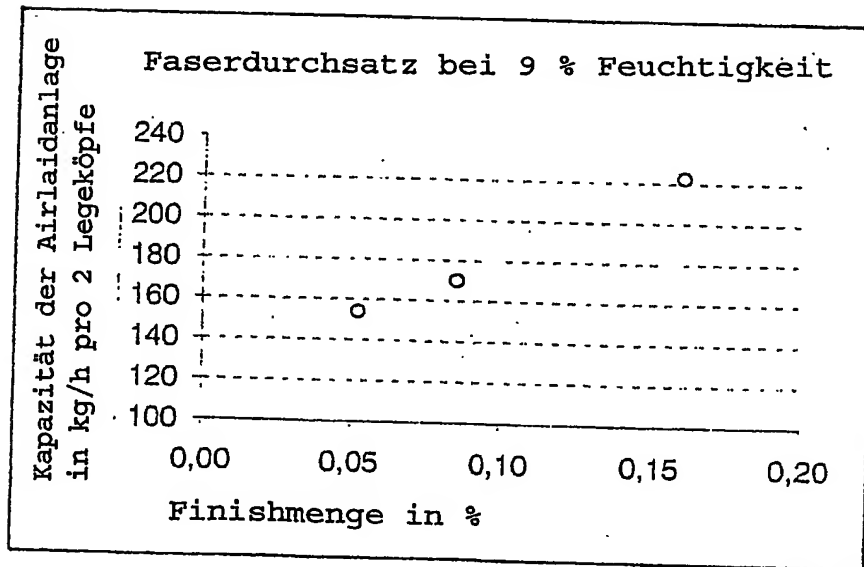 Faserdurchsatz bei 9 % Feuchtigkeit
Kapazität der Airlaidanlage
in kg/h pro 2 Legeköpfe
240
220
200
180
160
140
120
100
0,00 0,05 0,10 0,15 0,20
Finishmenge in %